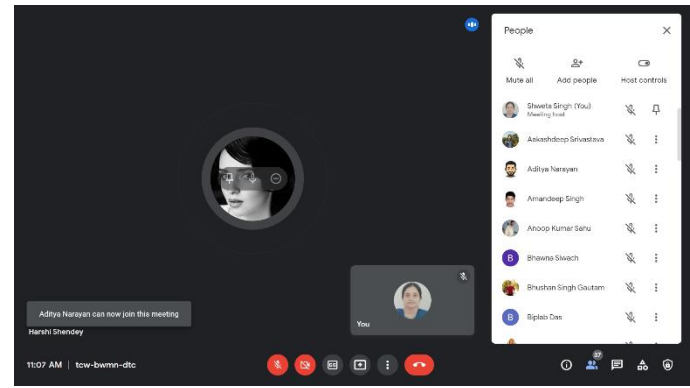 People
Mute all
Add people
Host controls
Shweta Singh (You)
Meeting host
Aakashdeep Srivastava
Aditya Narayan
Amandeep Singh
Anoop Kumar Sahu
B
Bhawna Siwach
Bhushan Singh Gautam
B
Biplab Das
Aditya Narayan can now join this meeting
Harshi Shendey
You
11:07 AM | tcw-bwmn-dtc
CC
27